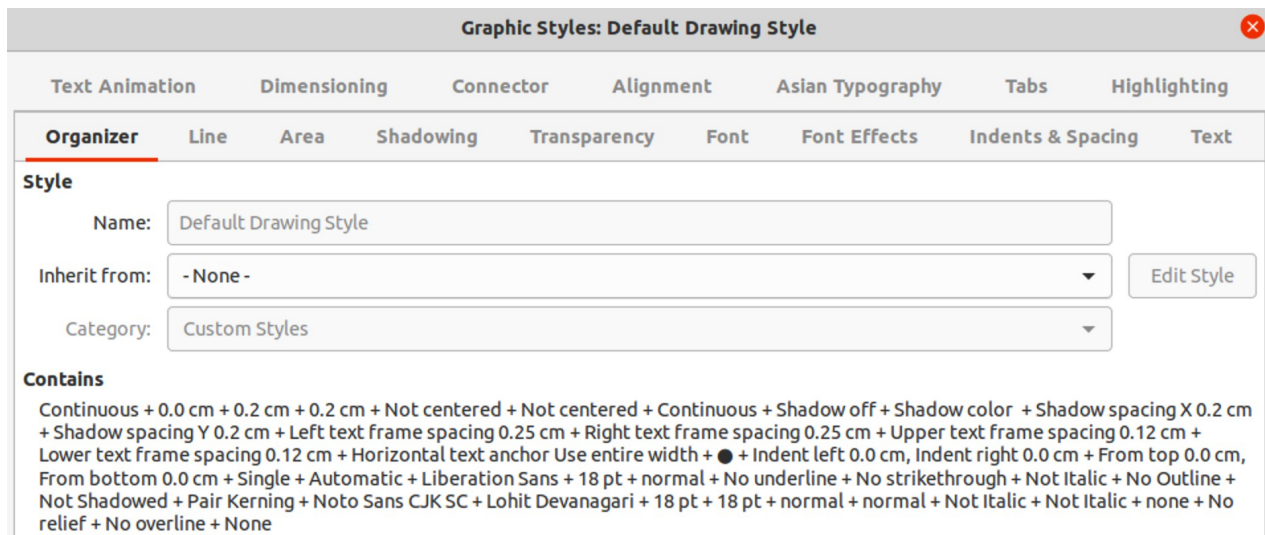 Graphic Styles: Default Drawing Style
Text Animation Dimensioning Connector Alignment Asian Typography Tabs Highlighting
Organizer Line Area Shadowing Transparency Font Font Effects Indents & Spacing Text
Style
Name: Default Drawing Style
Inherit from: - None - Edit Style
Category: Custom Styles
Contains
Continuous + 0.0 cm + 0.2 cm + 0.2 cm + Not centered + Not centered + Continuous + Shadow off + Shadow color + Shadow spacing X 0.2 cm
+ Shadow spacing Y 0.2 cm + Left text frame spacing 0.25 cm + Right text frame spacing 0.25 cm + Upper text frame spacing 0.12 cm +
Lower text frame spacing 0.12 cm + Horizontal text anchor Use entire width + ● + Indent left 0.0 cm, Indent right 0.0 cm + From top 0.0 cm,
From bottom 0.0 cm + Single + Automatic + Liberation Sans + 18 pt + normal + No underline + No strikethrough + Not Italic + No Outline +
Not Shadowed + Pair Kerning + Noto Sans CJK SC + Lohit Devanagari + 18 pt + 18 pt + normal + normal + Not Italic + Not Italic + none + No
relief + No overline + None